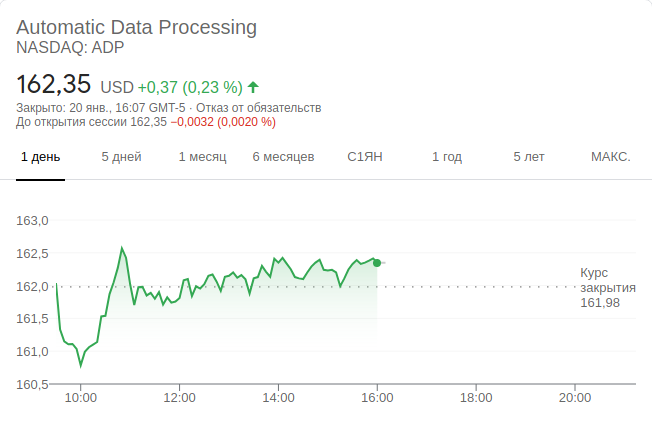 Automatic Data Processing
NASDAQ: ADP
162,35 USD +0,37 (0,23 %)
Закрыто: 20 янв., 16:07 GMT-5 · Отказ от обязательств
До открытия сессии 162,35 −0,0032 (0,0020 %)
1 день 5 дней 1 месяц 6 месяцев С1ЯН 1 год 5 лет МАКС.
163,0
162,5
162,0
161,5
161,0
160,5
Курс
закрытия
161,98
10:00 12:00 14:00 16:00 18:00 20:00